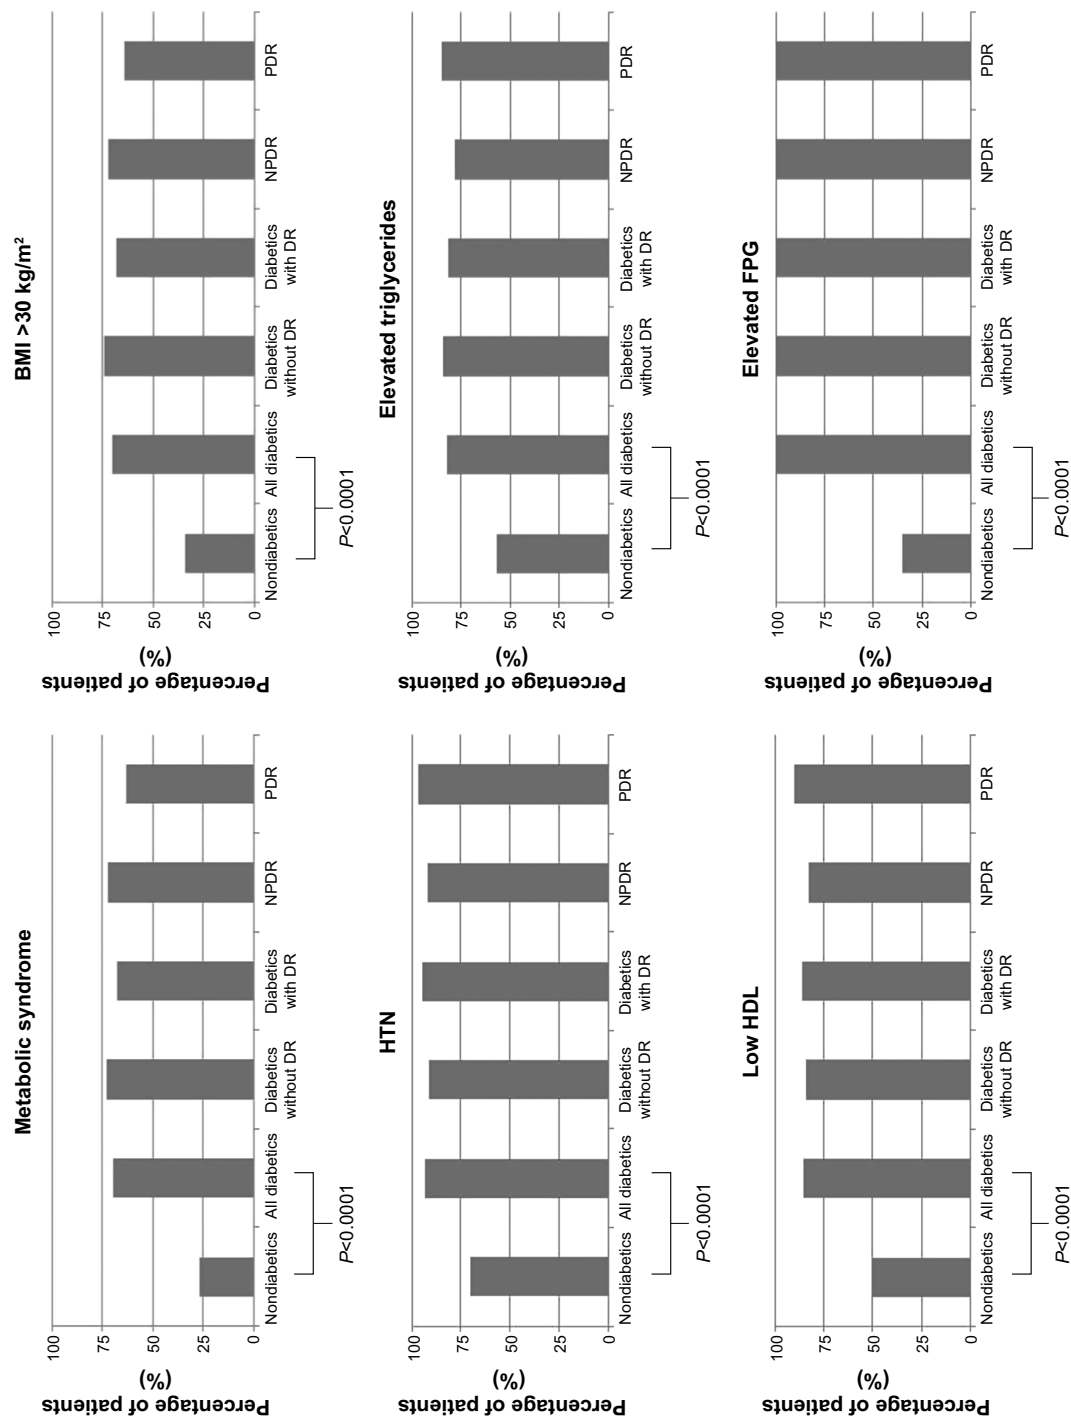 Metabolic syndrome
Percentage of patients
(%)
100
75
50
25
0
Nondiabetics
All diabetics
Diabetics
without DR
Diabetics
with DR
NPDR
PDR
P<0.0001
BMI >30 kg/m²
Percentage of patients
(%)
100
75
50
25
0
Nondiabetics
All diabetics
Diabetics
without DR
Diabetics
with DR
NPDR
PDR
P<0.0001
HTN
Percentage of patients
(%)
100
75
50
25
0
Nondiabetics
All diabetics
Diabetics
without DR
Diabetics
with DR
NPDR
PDR
P<0.0001
Elevated triglycerides
Percentage of patients
(%)
100
75
50
25
0
Nondiabetics
All diabetics
Diabetics
without DR
Diabetics
with DR
NPDR
PDR
P<0.0001
Low HDL
Percentage of patients
(%)
100
75
50
25
0
Nondiabetics
All diabetics
Diabetics
without DR
Diabetics
with DR
NPDR
PDR
P<0.0001
Elevated FPG
Percentage of patients
(%)
100
75
50
25
0
Nondiabetics
All diabetics
Diabetics
without DR
Diabetics
with DR
NPDR
PDR
P<0.0001